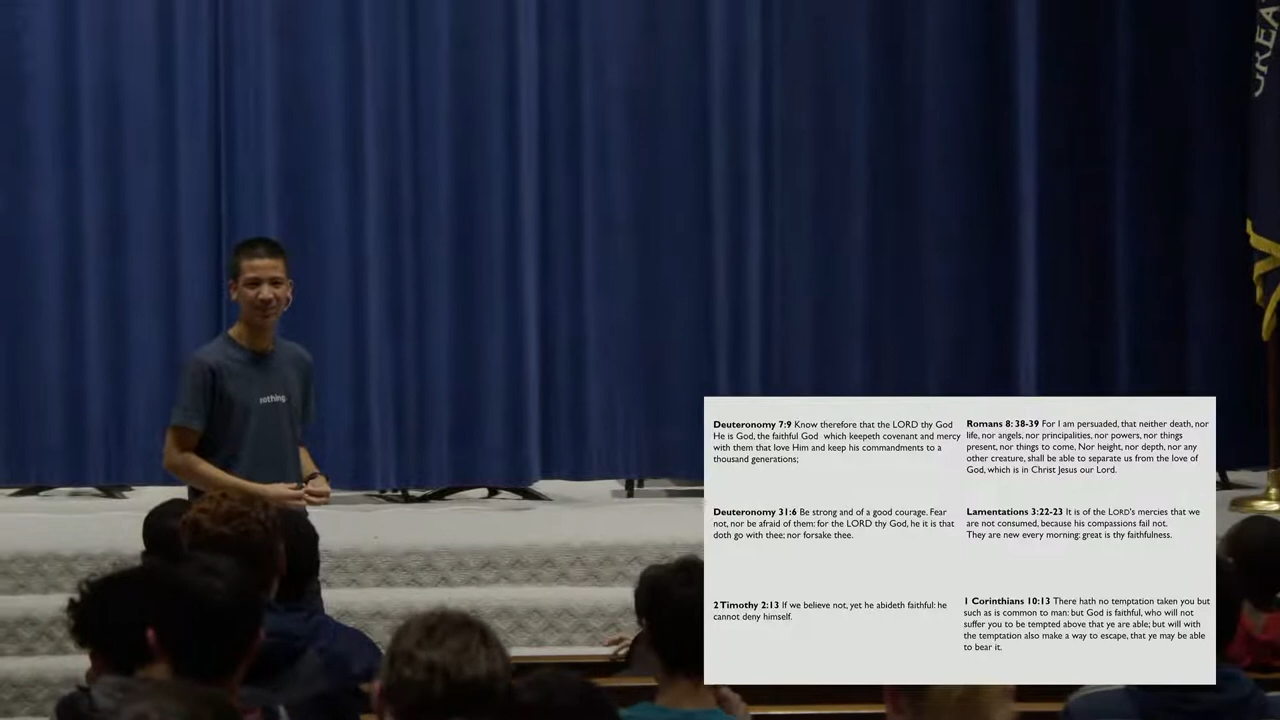 GREA
nothing
Deuteronomy 7:9 Know therefore that the LORD thy God
He is God, the faithful God which keepeth covenant and mercy
with them that love Him and keep his commandments to a
thousand generations;
Deuteronomy 31:6 Be strong and of a good courage. Fear
not, nor be afraid of them: for the LORD thy God, he it is that
doth go with thee; nor forsake thee.
2 Timothy 2:13 If we believe not, yet he abideth faithful: he
cannot deny himself.
Romans 8: 38-39 For I am persuaded, that neither death, nor
life, nor angels, nor principalities, nor powers, nor things
present, nor things to come, Nor height, nor depth, nor any
other creature, shall be able to separate us from the love of
God, which is in Christ Jesus our Lord.
Lamentations 3:22-23 It is of the LORD's mercies that we
are not consumed, because his compassions fail not.
They are new every morning: great is thy faithfulness.
1 Corinthians 10:13 There hath no temptation taken you but
such as is common to man: but God is faithful, who will not
suffer you to be tempted above that ye are able; but will with
the temptation also make a way to escape, that ye may be able
to bear it.